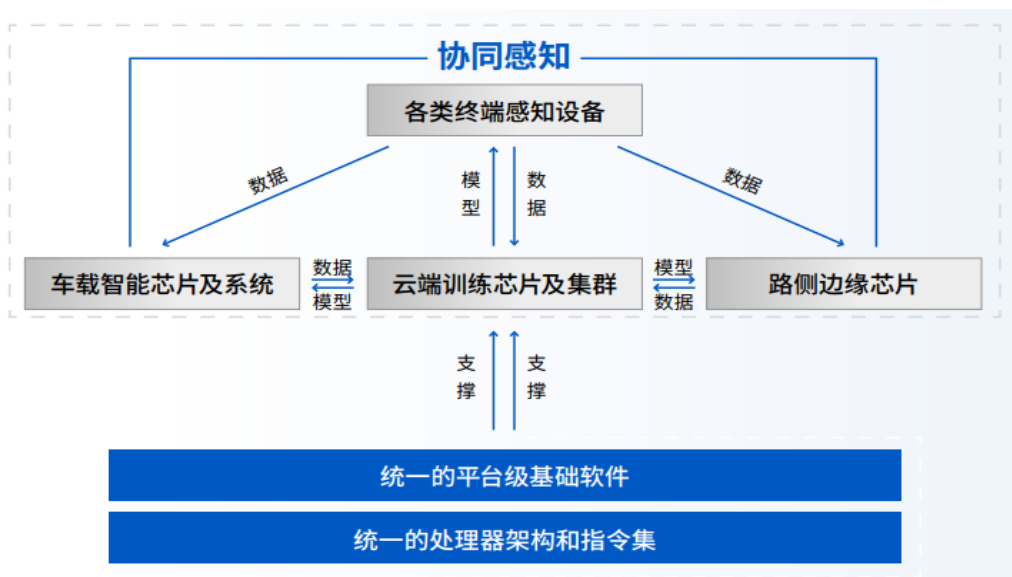 协同感知
各类终端感知设备
数据
模型
数据
数据
车载智能芯片及系统
数据
模型
云端训练芯片及集群
模型
数据
路侧边缘芯片
支撑
支撑
统一的平台级基础软件
统一的处理器架构和指令集